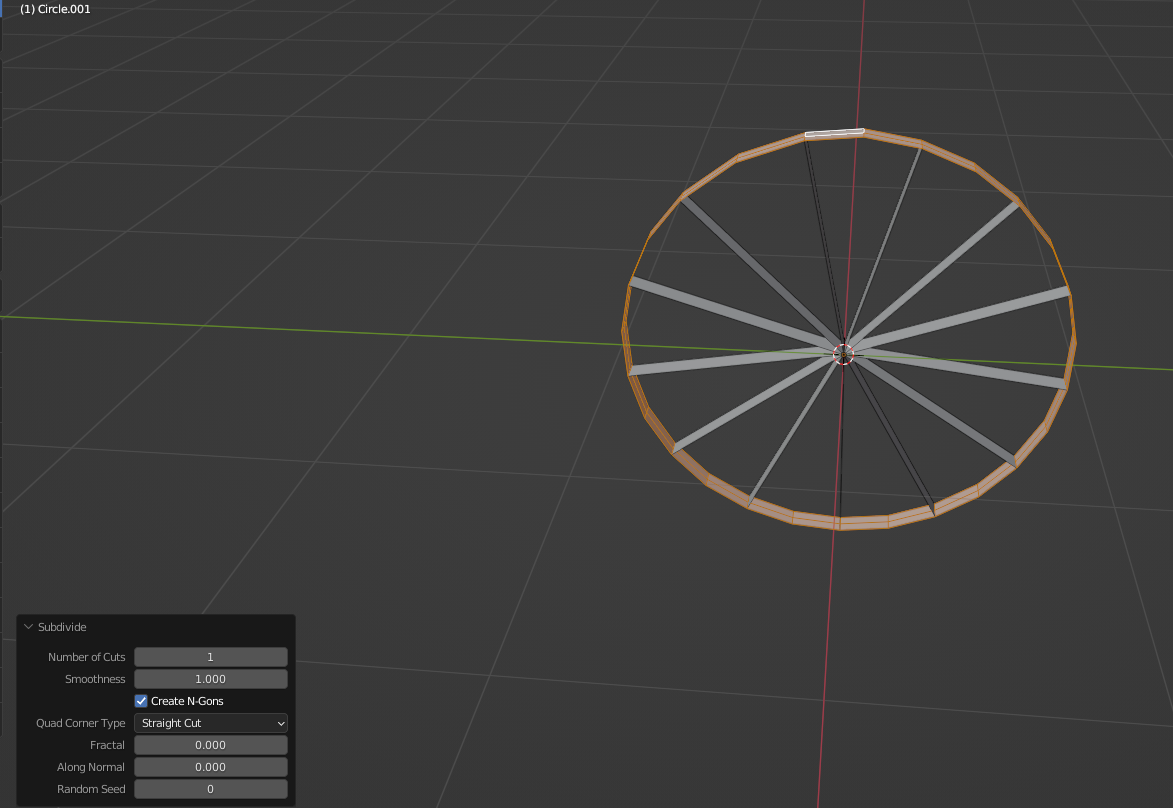 (1) Circle.001
Subdivide
Number of Cuts 1
Smoothness 1.000
Create N-Gons
Quad Corner Type Straight Cut
Fractal 0.000
Along Normal 0.000
Random Seed 0